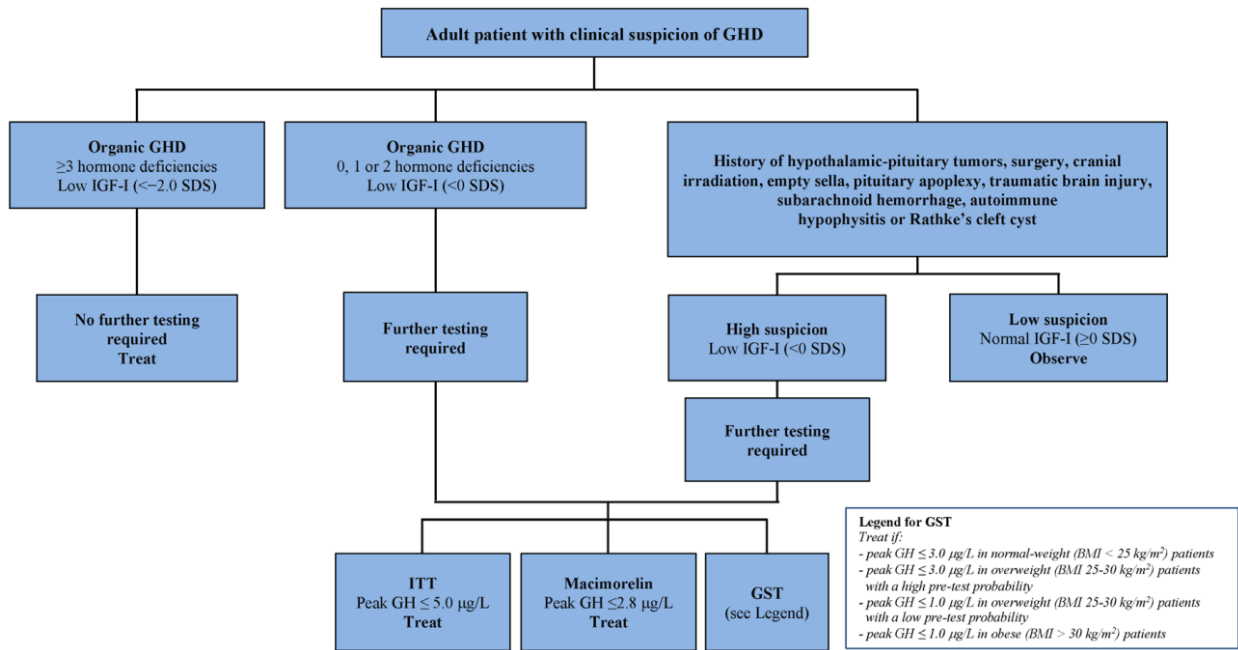 Adult patient with clinical suspicion of GHD
Organic GHD
≥3 hormone deficiencies
Low IGF-I (<−2.0 SDS)
Organic GHD
0, 1 or 2 hormone deficiencies
Low IGF-I (<0 SDS)
History of hypothalamic-pituitary tumors, surgery, cranial
irradiation, empty sella, pituitary apoplexy, traumatic brain injury,
subarachnoid hemorrhage, autoimmune
hypophysitis or Rathke’s cleft cyst
No further testing
required
Treat
Further testing
required
High suspicion
Low IGF-I (<0 SDS)
Low suspicion
Normal IGF-I (≥0 SDS)
Observe
Further testing
required
ITT
Peak GH ≤ 5.0 μg/L
Treat
Macimorelin
Peak GH ≤2.8 μg/L
Treat
GST
(see Legend)
Legend for GST
Treat if:
- peak GH ≤ 3.0 μg/L in normal-weight (BMI < 25 kg/m²) patients
- peak GH ≤ 3.0 μg/L in overweight (BMI 25-30 kg/m²) patients
with a high pre-test probability
- peak GH ≤ 1.0 μg/L in overweight (BMI 25-30 kg/m²) patients
with a low pre-test probability
- peak GH ≤ 1.0 μg/L in obese (BMI > 30 kg/m²) patients